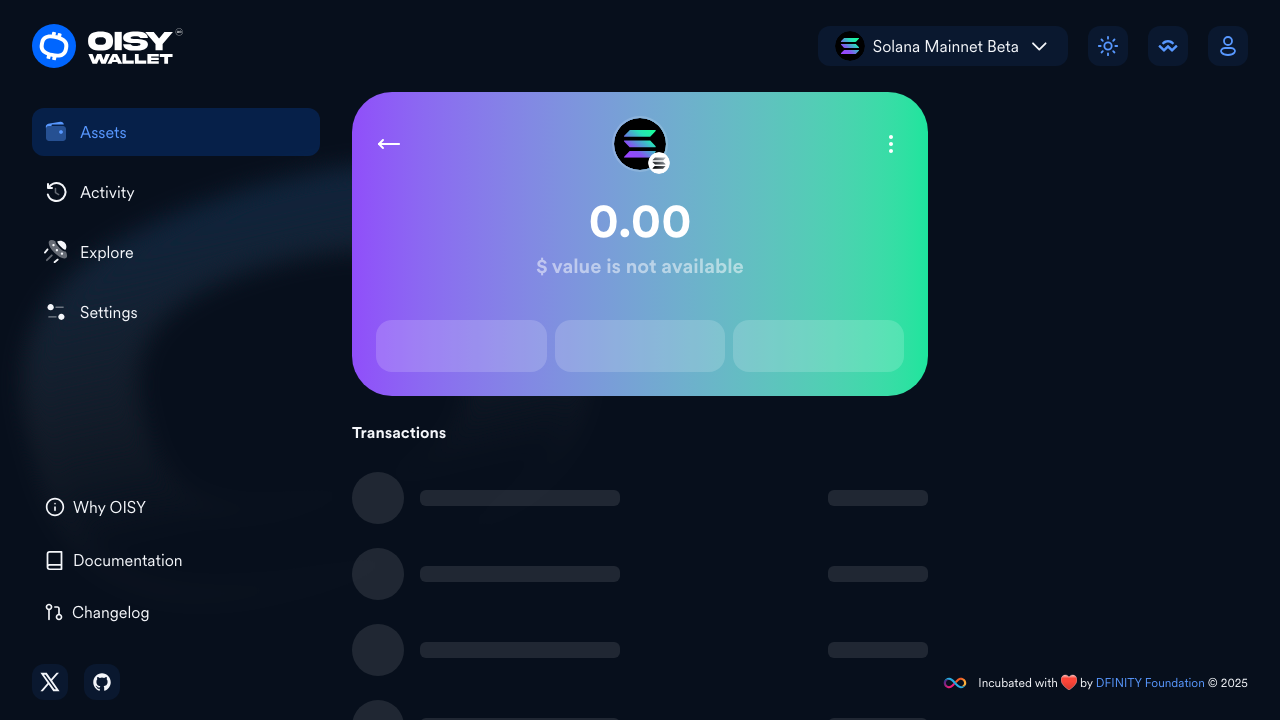 OISY
WALLET
Solana Mainnet Beta
Assets
Activity
Explore
Settings
Why OISY
Documentation
Changelog
0.00
$ value is not available
Transactions
Incubated with ❤️ by DFINITY Foundation © 2025